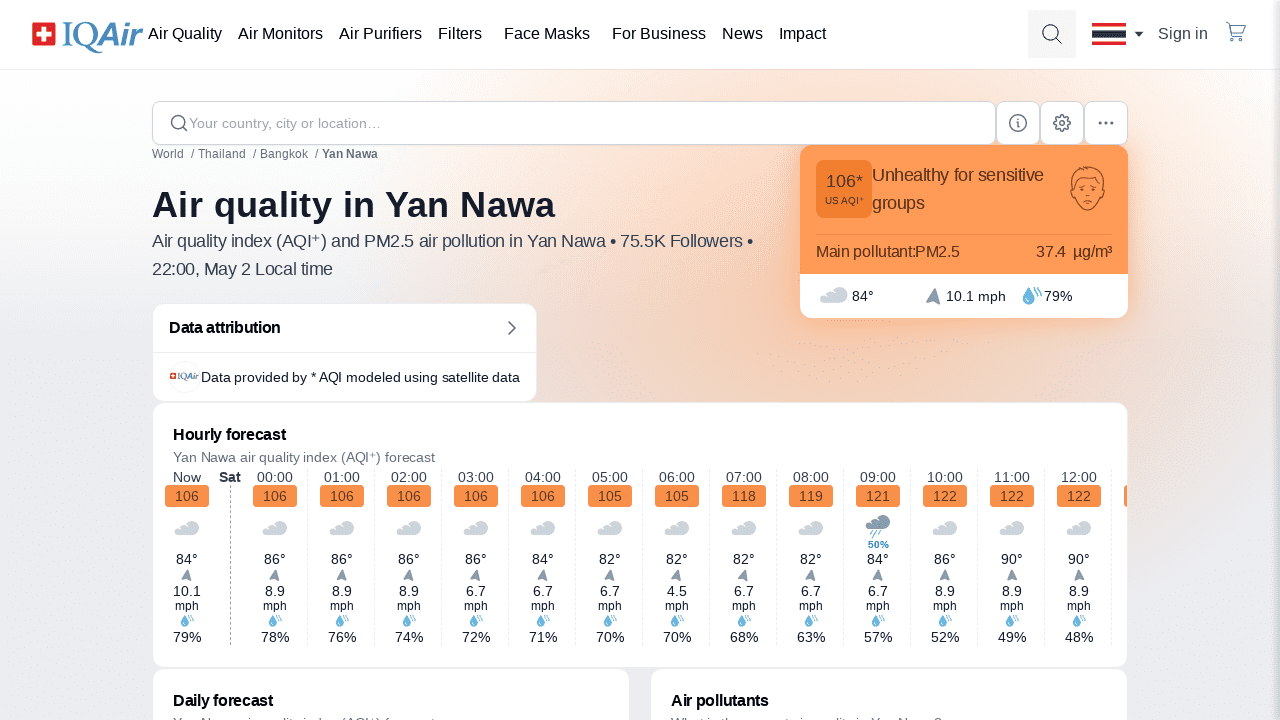 IQAir Air Quality Air Monitors Air Purifiers Filters Face Masks For Business News Impact Sign in
Your country, city or location…
World / Thailand / Bangkok / Yan Nawa
Air quality in Yan Nawa
Air quality index (AQI⁺) and PM2.5 air pollution in Yan Nawa • 75.5K Followers •
22:00, May 2 Local time
106*
US AQI⁺
Unhealthy for sensitive
groups
Main pollutant:PM2.5 37.4 µg/m³
84° 10.1 mph 79%
Data attribution
IQAir Data provided by * AQI modeled using satellite data
Hourly forecast
Yan Nawa air quality index (AQI⁺) forecast
Now Sat 00:00 01:00 02:00 03:00 04:00 05:00 06:00 07:00 08:00 09:00 10:00 11:00 12:00
106 106 106 106 106 106 105 105 118 119 121 122 122 122
50%
84° 86° 86° 86° 86° 84° 82° 82° 82° 82° 84° 86° 90° 90°
10.1 8.9 8.9 8.9 6.7 6.7 6.7 4.5 6.7 6.7 6.7 8.9 8.9 8.9
mph mph mph mph mph mph mph mph mph mph mph mph mph mph
79% 78% 76% 74% 72% 71% 70% 70% 68% 63% 57% 52% 49% 48%
Daily forecast
Air pollutants